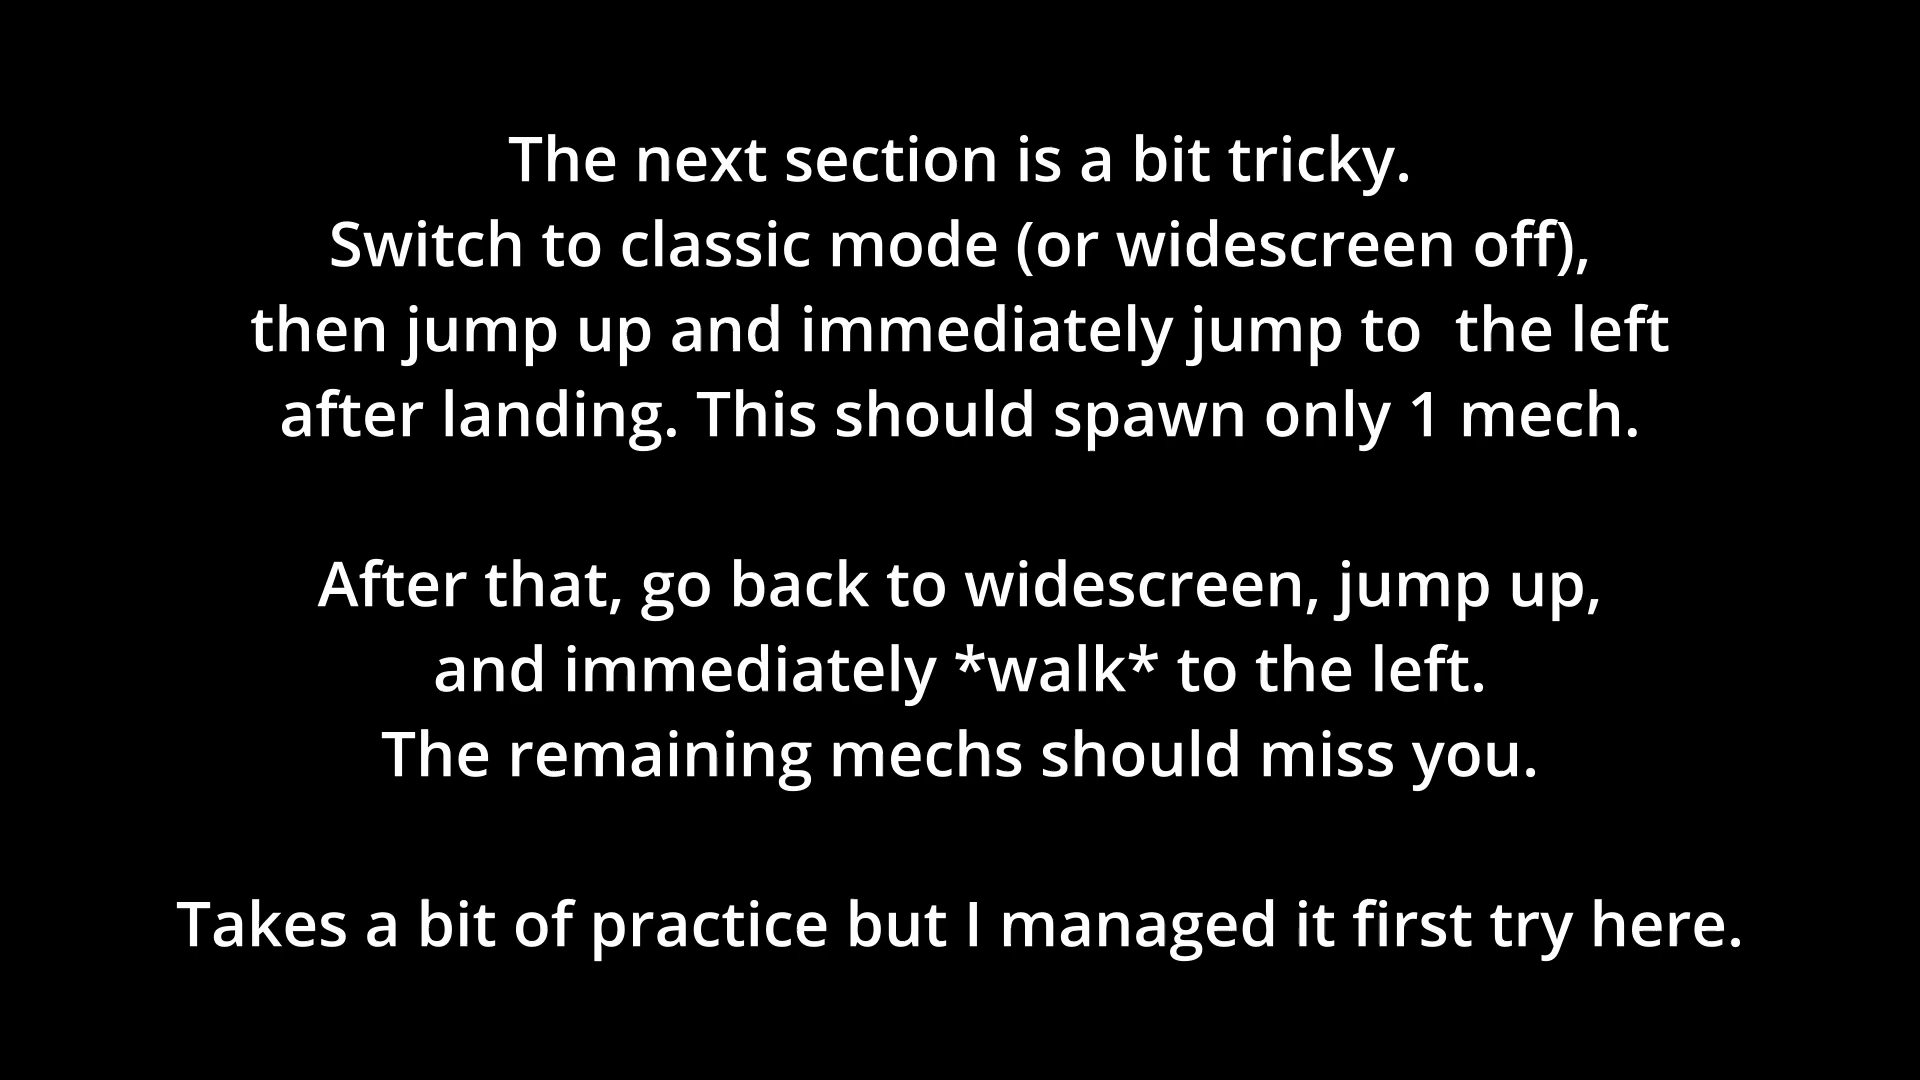 The next section is a bit tricky.
Switch to classic mode (or widescreen off),
then jump up and immediately jump to  the left
after landing. This should spawn only 1 mech.
After that, go back to widescreen, jump up,
and immediately *walk* to the left.
The remaining mechs should miss you.
Takes a bit of practice but I managed it first try here.